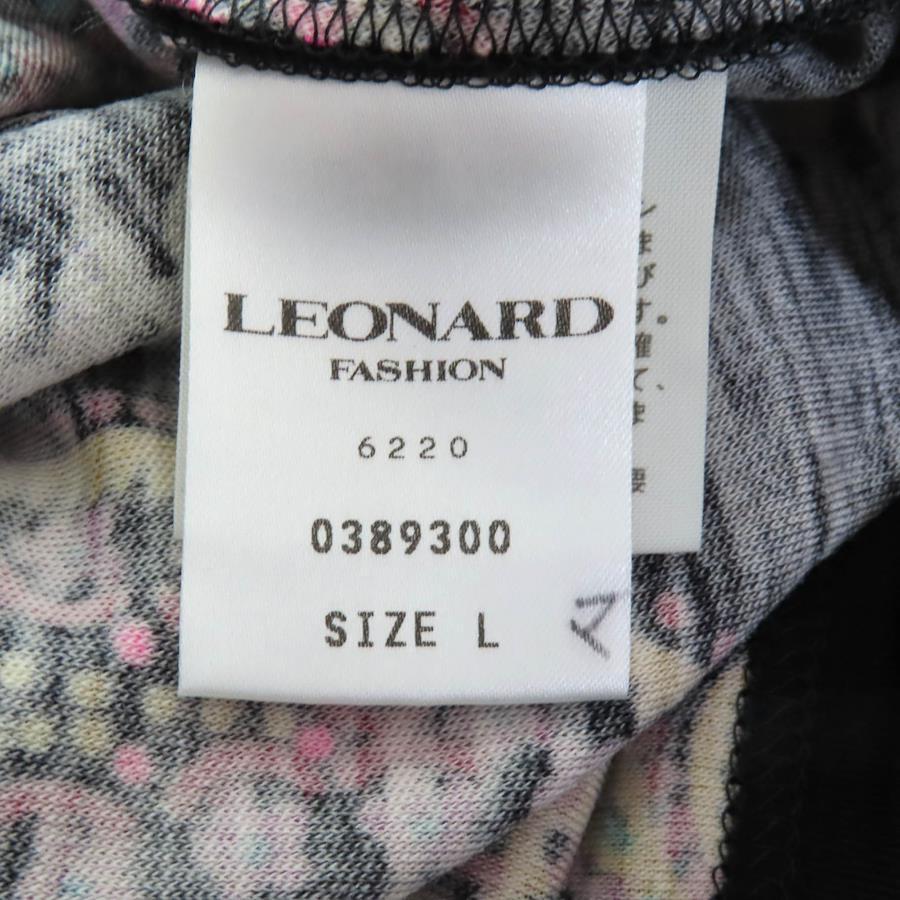 LEONARD
FASHION
6220
0389300
SIZE L